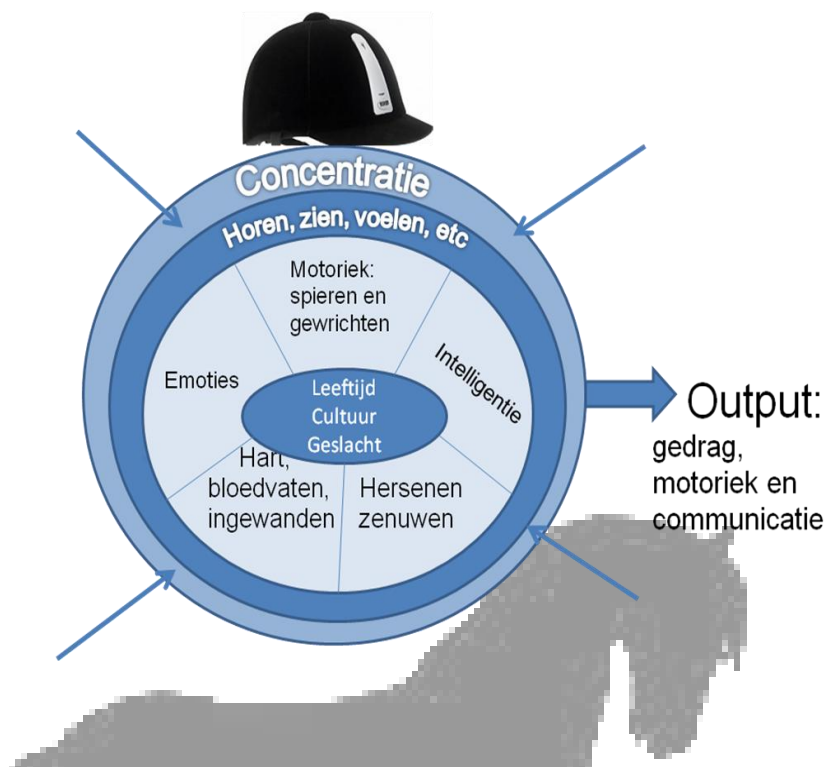 Concentratie
Horen, zien, voelen, etc
Motoriek:
spieren en
gewrichten
Emoties
Intelligentie
Leeftijd
Cultuur
Geslacht
Hart,
bloedvaten,
ingewanden
Hersenen
zenuwen
Output:
gedrag,
motoriek en
communicatie